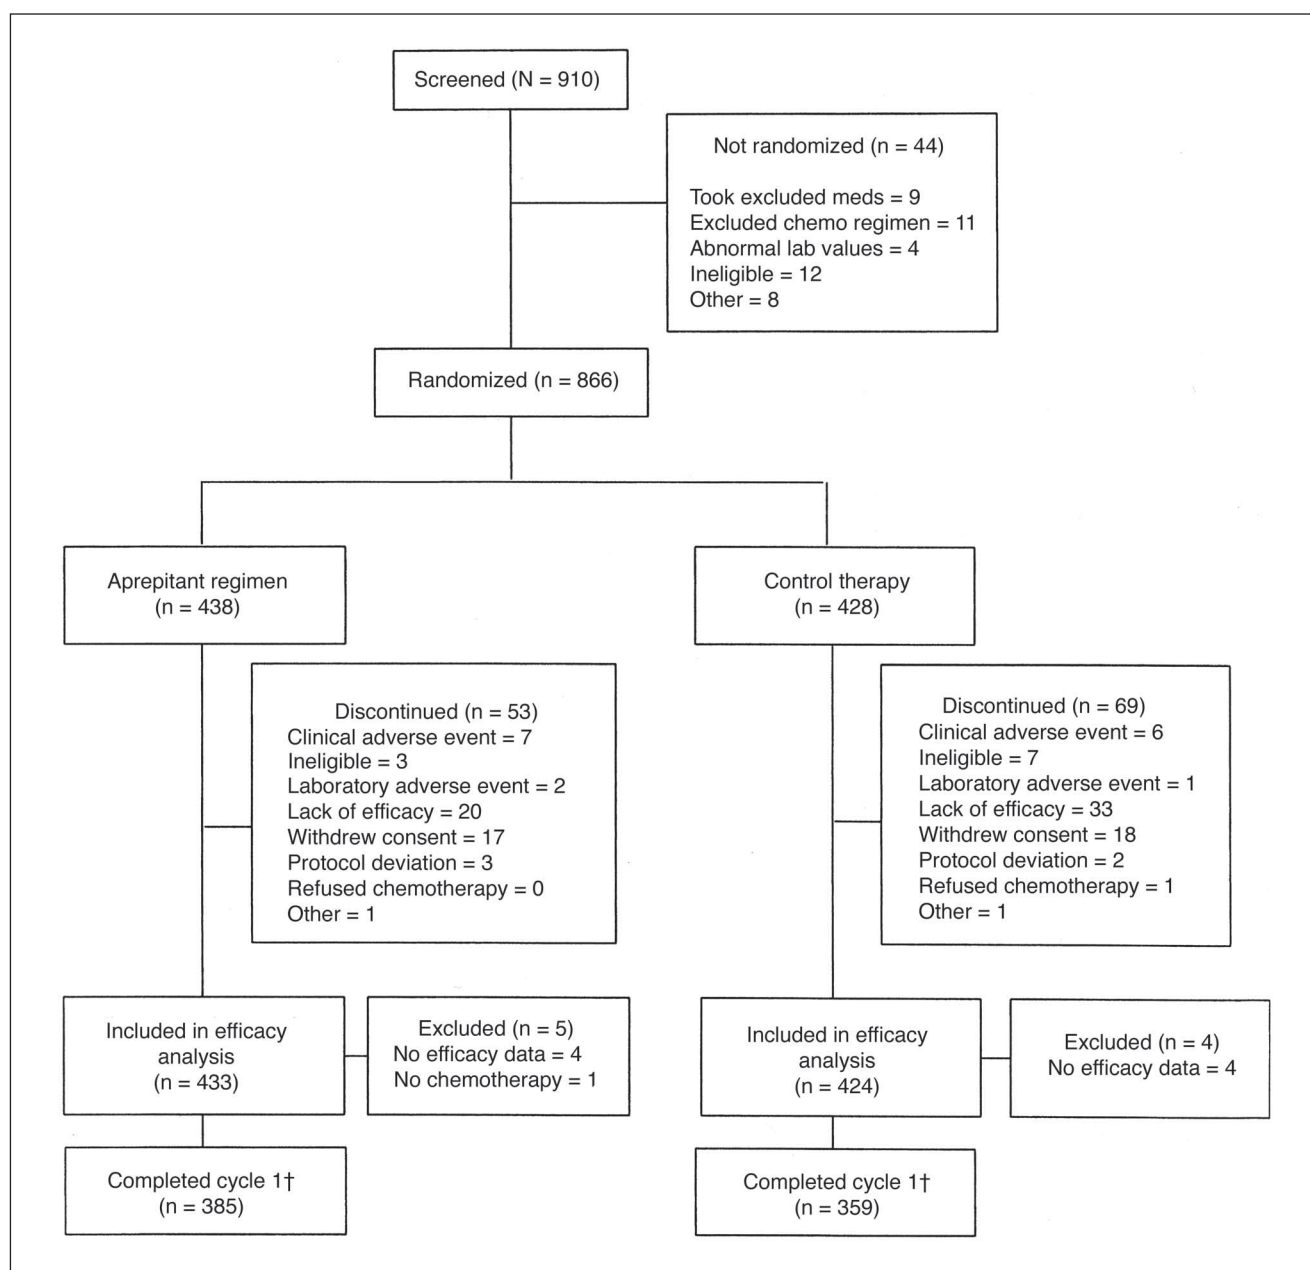 Screened (N = 910)
Not randomized (n = 44)
Took excluded meds = 9
Excluded chemo regimen = 11
Abnormal lab values = 4
Ineligible = 12
Other = 8
Randomized (n = 866)
Aprepitant regimen
(n = 438)
Control therapy
(n = 428)
Discontinued (n = 53)
Clinical adverse event = 7
Ineligible = 3
Laboratory adverse event = 2
Lack of efficacy = 20
Withdrew consent = 17
Protocol deviation = 3
Refused chemotherapy = 0
Other = 1
Discontinued (n = 69)
Clinical adverse event = 6
Ineligible = 7
Laboratory adverse event = 1
Lack of efficacy = 33
Withdrew consent = 18
Protocol deviation = 2
Refused chemotherapy = 1
Other = 1
Included in efficacy
analysis
(n = 433)
Excluded (n = 5)
No efficacy data = 4
No chemotherapy = 1
Included in efficacy
analysis
(n = 424)
Excluded (n = 4)
No efficacy data = 4
Completed cycle 1†
(n = 385)
Completed cycle 1†
(n = 359)